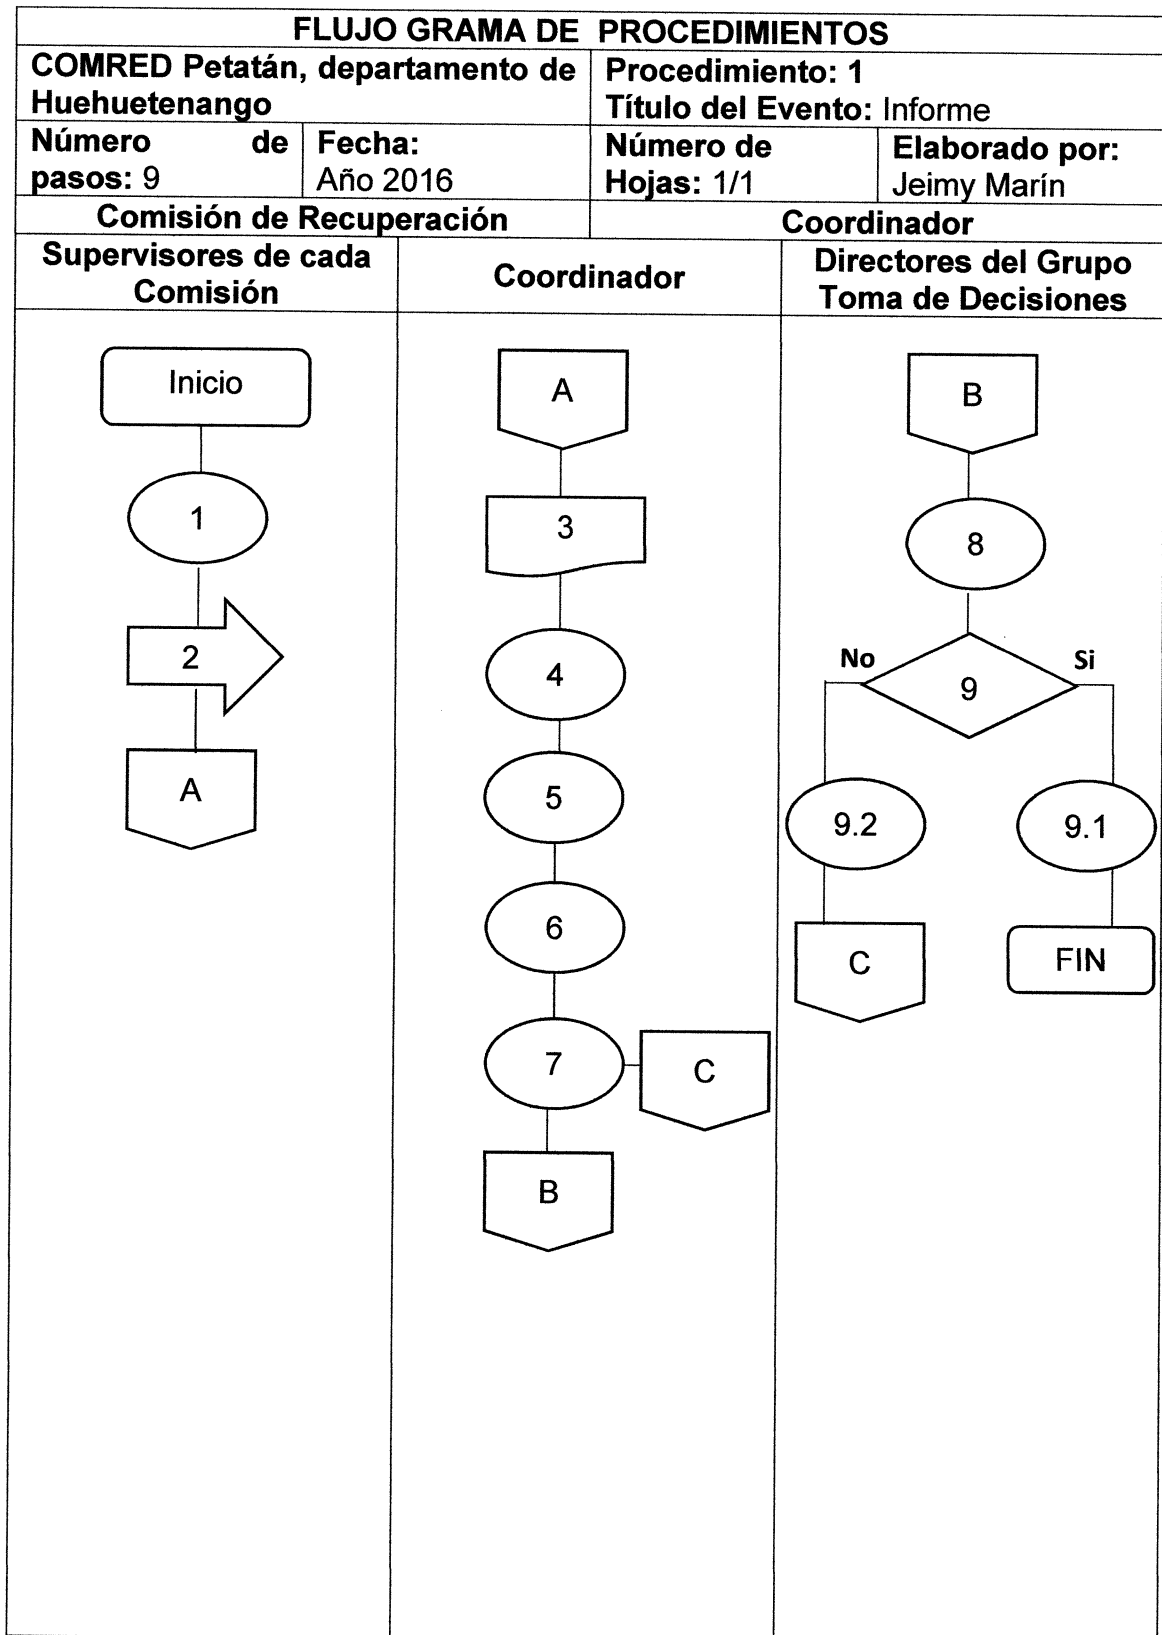 FLUJO GRAMA DE PROCEDIMIENTOS
COMRED Petatán, departamento de
Huehuetenango
Procedimiento: 1
Título del Evento: Informe
Número de
pasos: 9
Fecha:
Año 2016
Número de
Hojas: 1/1
Elaborado por:
Jeimy Marín
Comisión de Recuperación
Coordinador
Supervisores de cada
Comisión
Coordinador
Directores del Grupo
Toma de Decisiones
Inicio
1
2
A
A
3
4
5
6
7
C
B
B
8
No
Si
9
9.2
9.1
C
FIN